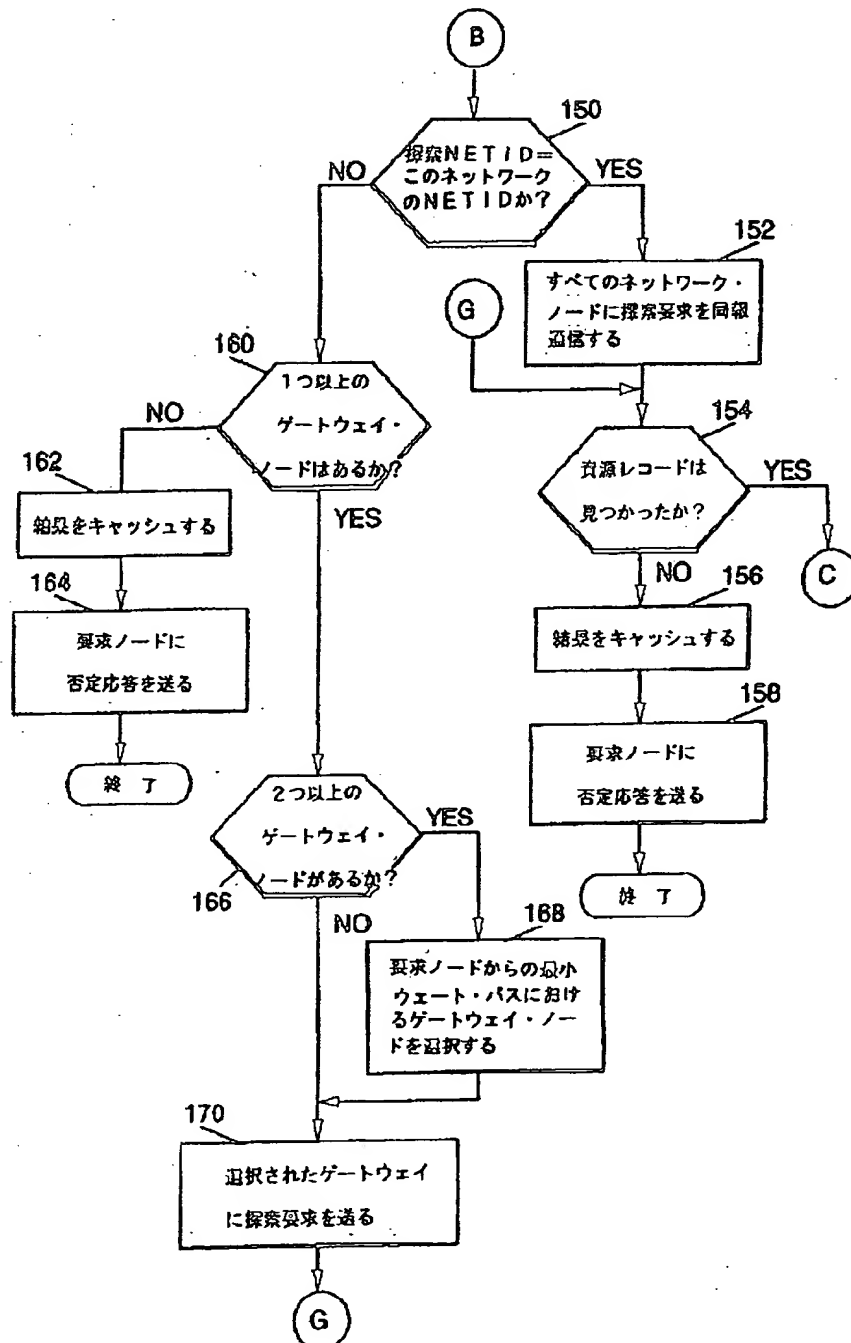 B
150
探索NETID=
このネットワーク
のNETIDか?
NO
YES
152
すべてのネットワーク・
ノードに探索要求を同報
通信する
G
160
1つ以上の
ゲートウェイ・
ノードはあるか?
NO
YES
154
資源レコードは
見つかったか?
YES
NO
C
162
結果をキャッシュする
164
要求ノードに
否定応答を送る
終了
156
結果をキャッシュする
158
要求ノードに
否定応答を送る
終了
2つ以上の
ゲートウェイ・
ノードがあるか?
166
YES
NO
168
要求ノードからの最小
ウェート・パスにおけ
るゲートウェイ・ノー
ドを選択する
170
選択されたゲートウェイ
に探索要求を送る
G